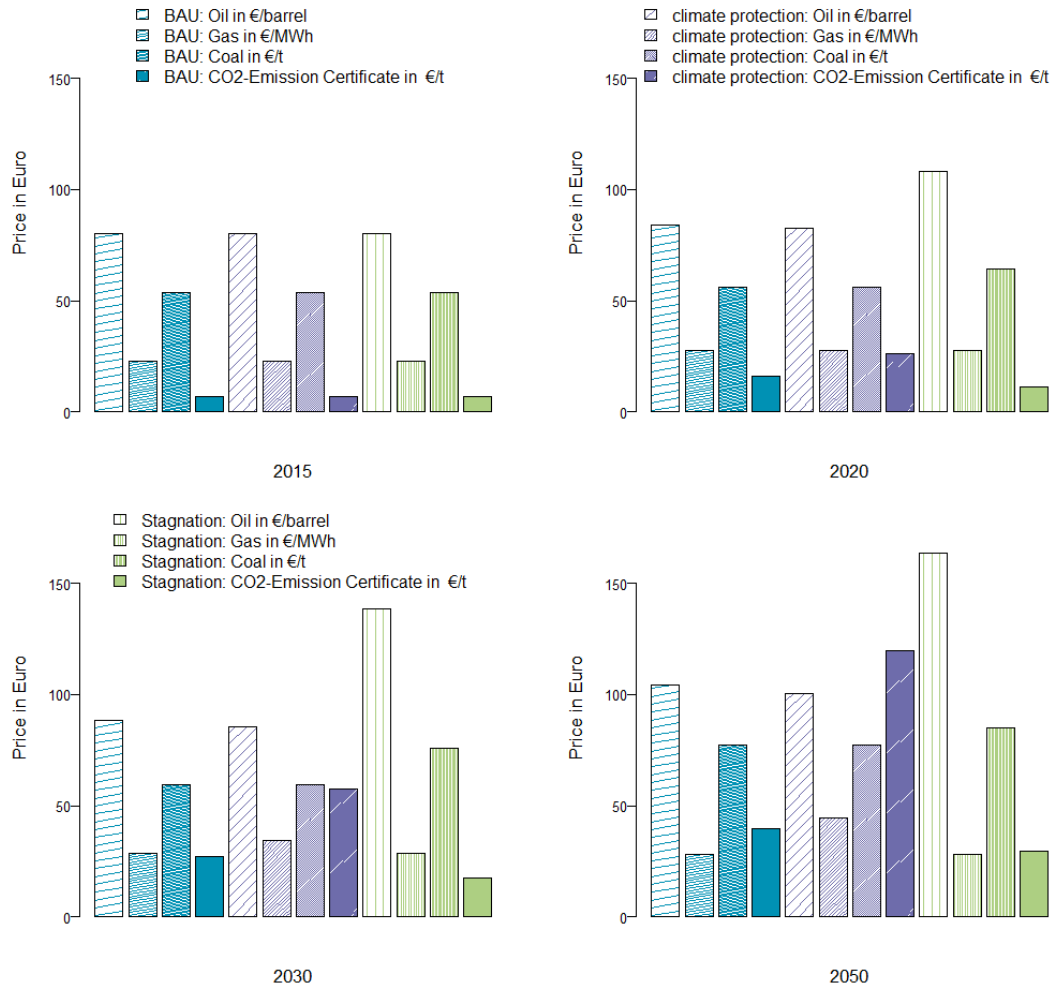 BAU: Oil in €/barrel
BAU: Gas in €/MWh
BAU: Coal in €/t
BAU: CO2-Emission Certificate in €/t
150
100
50
0
Price in Euro
2015
climate protection: Oil in €/barrel
climate protection: Gas in €/MWh
climate protection: Coal in €/t
climate protection: CO2-Emission Certificate in €/t
150
100
50
0
Price in Euro
2020
Stagnation: Oil in €/barrel
Stagnation: Gas in €/MWh
Stagnation: Coal in €/t
Stagnation: CO2-Emission Certificate in €/t
150
100
50
0
Price in Euro
2030
150
100
50
0
Price in Euro
2050